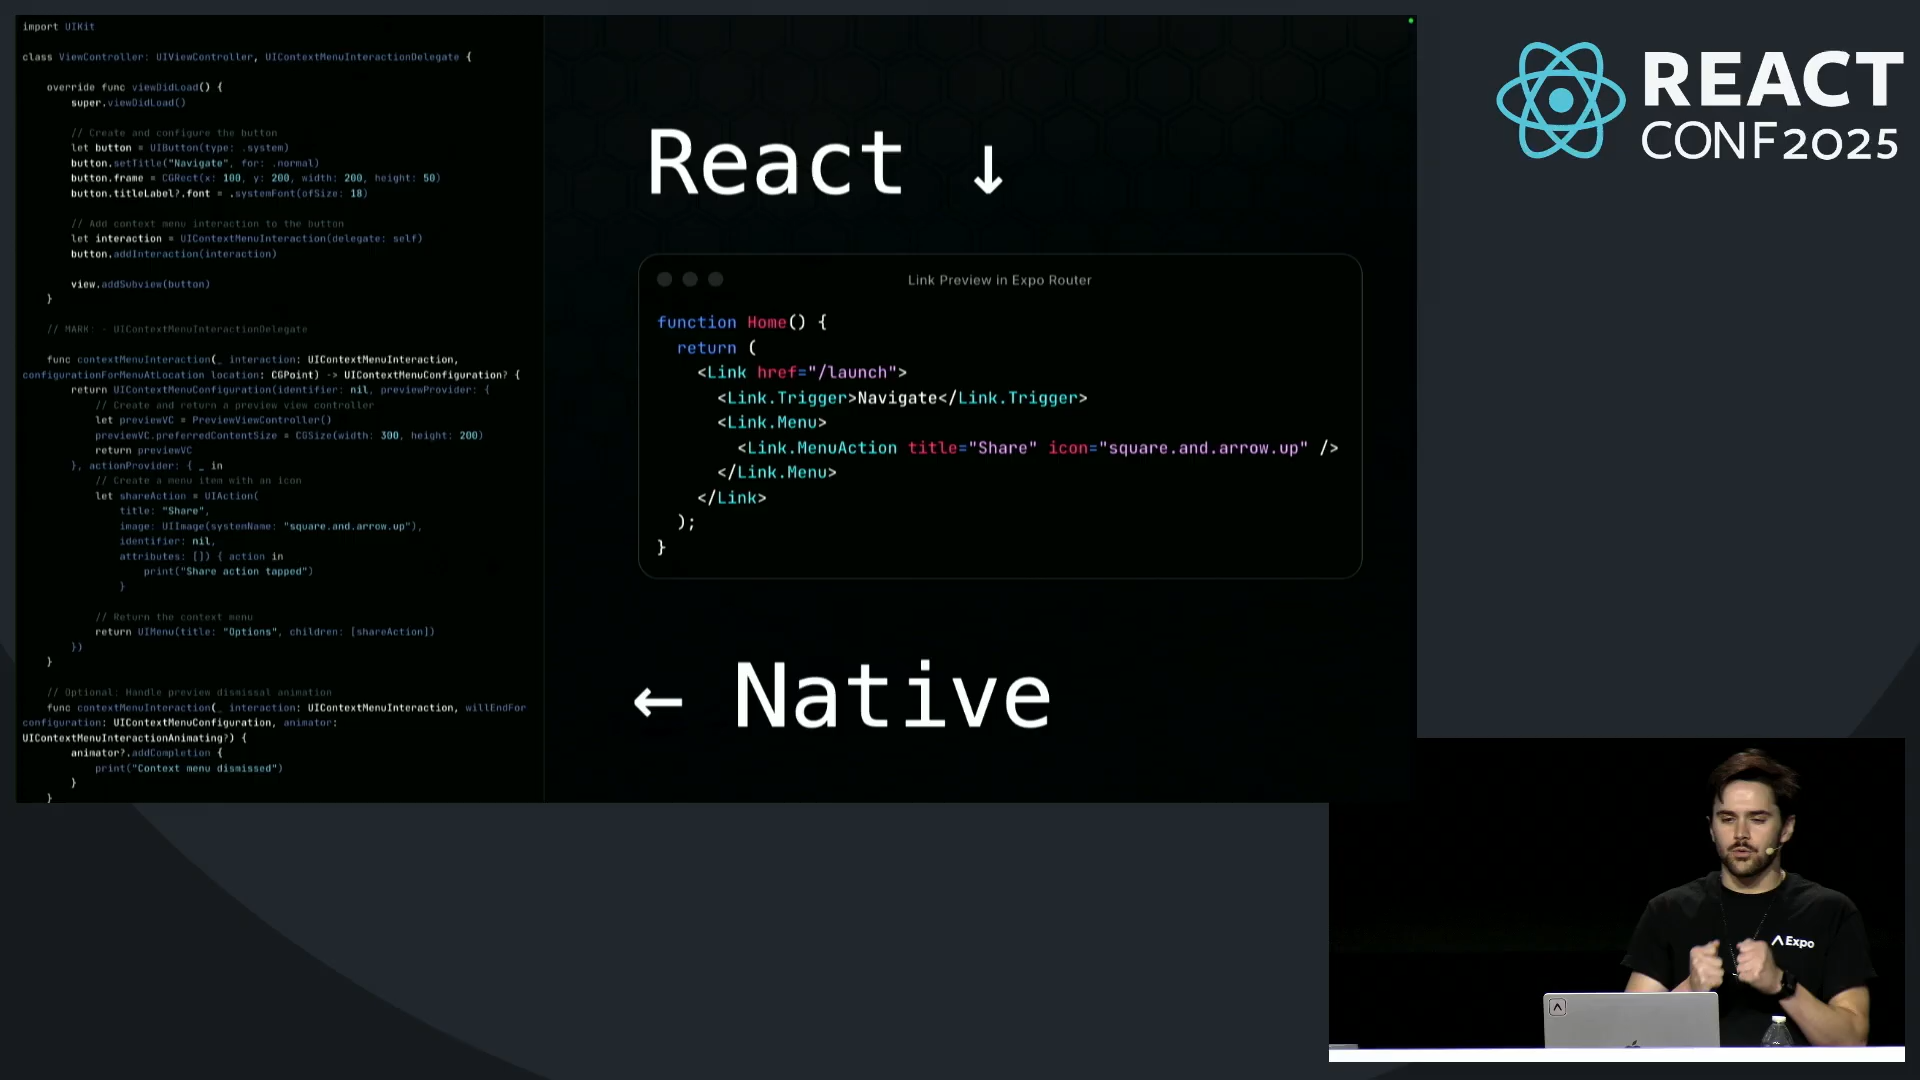 import UIKit
class ViewController: UIViewController, UIContextMenuInteractionDelegate {
override func viewDidLoad() {
super.viewDidLoad()
// Create and configure the button
let button = UIButton(type: .system)
button.setTitle("Navigate", for: .normal)
button.frame = CGRect(x: 100, y: 200, width: 200, height: 50)
button.titleLabel?.font = .systemFont(ofSize: 18)
// Add context menu interaction to the button
let interaction = UIContextMenuInteraction(delegate: self)
button.addInteraction(interaction)
view.addSubview(button)
}
// MARK: - UIContextMenuInteractionDelegate
func contextMenuInteraction(_ interaction: UIContextMenuInteraction,
configurationForMenuAtLocation location: CGPoint) -> UIContextMenuConfiguration? {
return UIContextMenuConfiguration(identifier: nil, previewProvider: {
// Create and return a preview view controller
let previewVC = PreviewViewController()
previewVC.preferredContentSize = CGSize(width: 300, height: 200)
return previewVC
}, actionProvider: { _ in
// Create a menu item with an icon
let shareAction = UIAction(
title: "Share",
image: UIImage(systemName: "square.and.arrow.up"),
identifier: nil,
attributes: []) { action in
print("Share action tapped")
}
// Return the context menu
return UIMenu(title: "Options", children: [shareAction])
})
}
// Optional: Handle preview dismissal animation
func contextMenuInteraction(_ interaction: UIContextMenuInteraction, willEndFor
configuration: UIContextMenuConfiguration, animator:
UIContextMenuInteractionAnimating?) {
animator?.addCompletion {
print("Context menu dismissed")
}
}
React ↓
Link Preview in Expo Router
function Home() {
return (
<Link href="/launch">
<Link.Trigger>Navigate</Link.Trigger>
<Link.Menu>
<Link.MenuAction title="Share" icon="square.and.arrow.up" />
</Link.Menu>
</Link>
);
}
← Native
REACT
CONF2025
Expo